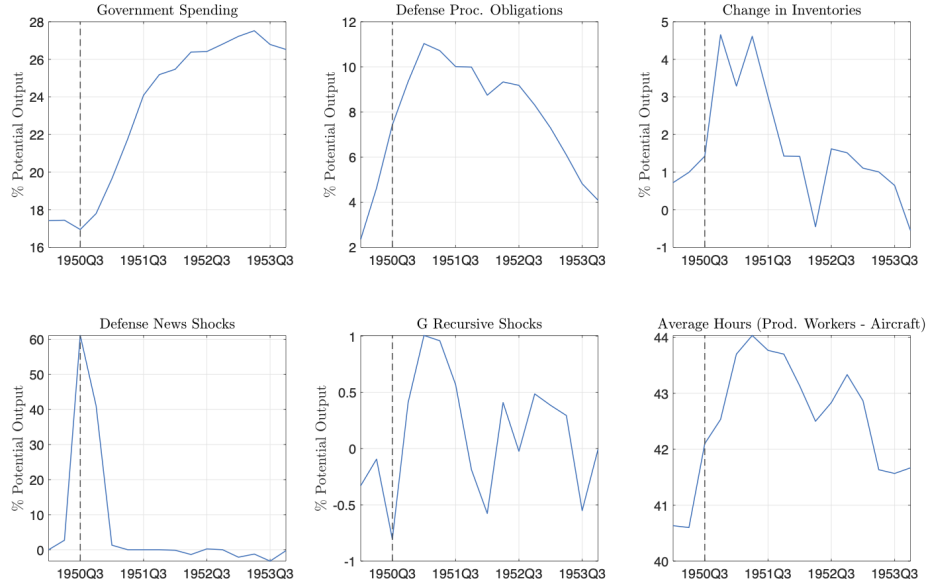 Government Spending
Defense Proc. Obligations
Change in Inventories
% Potential Output
28
26
24
22
20
18
16
1950Q3 1951Q3 1952Q3 1953Q3
% Potential Output
12
10
8
6
4
2
1950Q3 1951Q3 1952Q3 1953Q3
% Potential Output
5
4
3
2
1
0
-1
1950Q3 1951Q3 1952Q3 1953Q3
Defense News Shocks
G Recursive Shocks
Average Hours (Prod. Workers - Aircraft)
% Potential Output
60
50
40
30
20
10
0
1950Q3 1951Q3 1952Q3 1953Q3
% Potential Output
1
0.5
0
-0.5
-1
1950Q3 1951Q3 1952Q3 1953Q3
% Potential Output
44
43
42
41
40
1950Q3 1951Q3 1952Q3 1953Q3